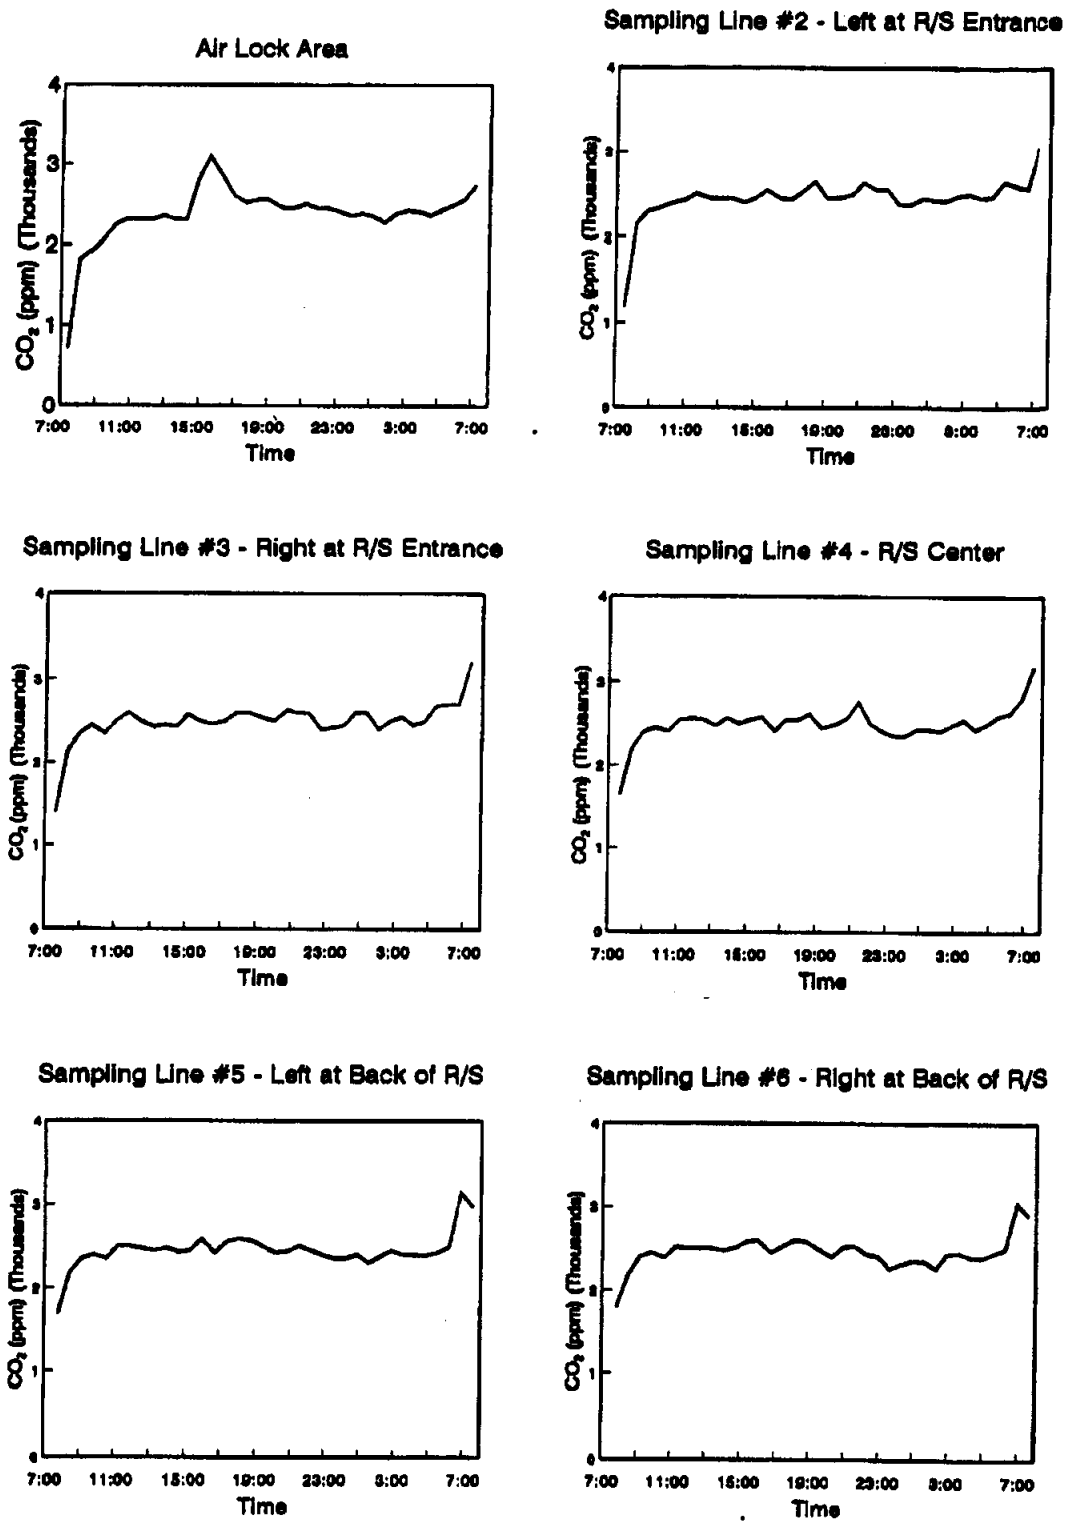 Air Lock Area
4
3
2
1
0
CO₂ (ppm) (Thousands)
7:00 11:00 15:00 19:00 23:00 3:00 7:00
Time
Sampling Line #2 - Left at R/S Entrance
4
3
2
1
0
CO₂ (ppm) (Thousands)
7:00 11:00 15:00 19:00 23:00 3:00 7:00
Time
Sampling Line #3 - Right at R/S Entrance
4
3
2
1
0
CO₂ (ppm) (Thousands)
7:00 11:00 15:00 19:00 23:00 3:00 7:00
Time
Sampling Line #4 - R/S Center
4
3
2
1
0
CO₂ (ppm) (Thousands)
7:00 11:00 15:00 19:00 23:00 3:00 7:00
Time
Sampling Line #5 - Left at Back of R/S
4
3
2
1
0
CO₂ (ppm) (Thousands)
7:00 11:00 15:00 19:00 23:00 3:00 7:00
Time
Sampling Line #6 - Right at Back of R/S
4
3
2
1
0
CO₂ (ppm) (Thousands)
7:00 11:00 15:00 19:00 23:00 3:00 7:00
Time